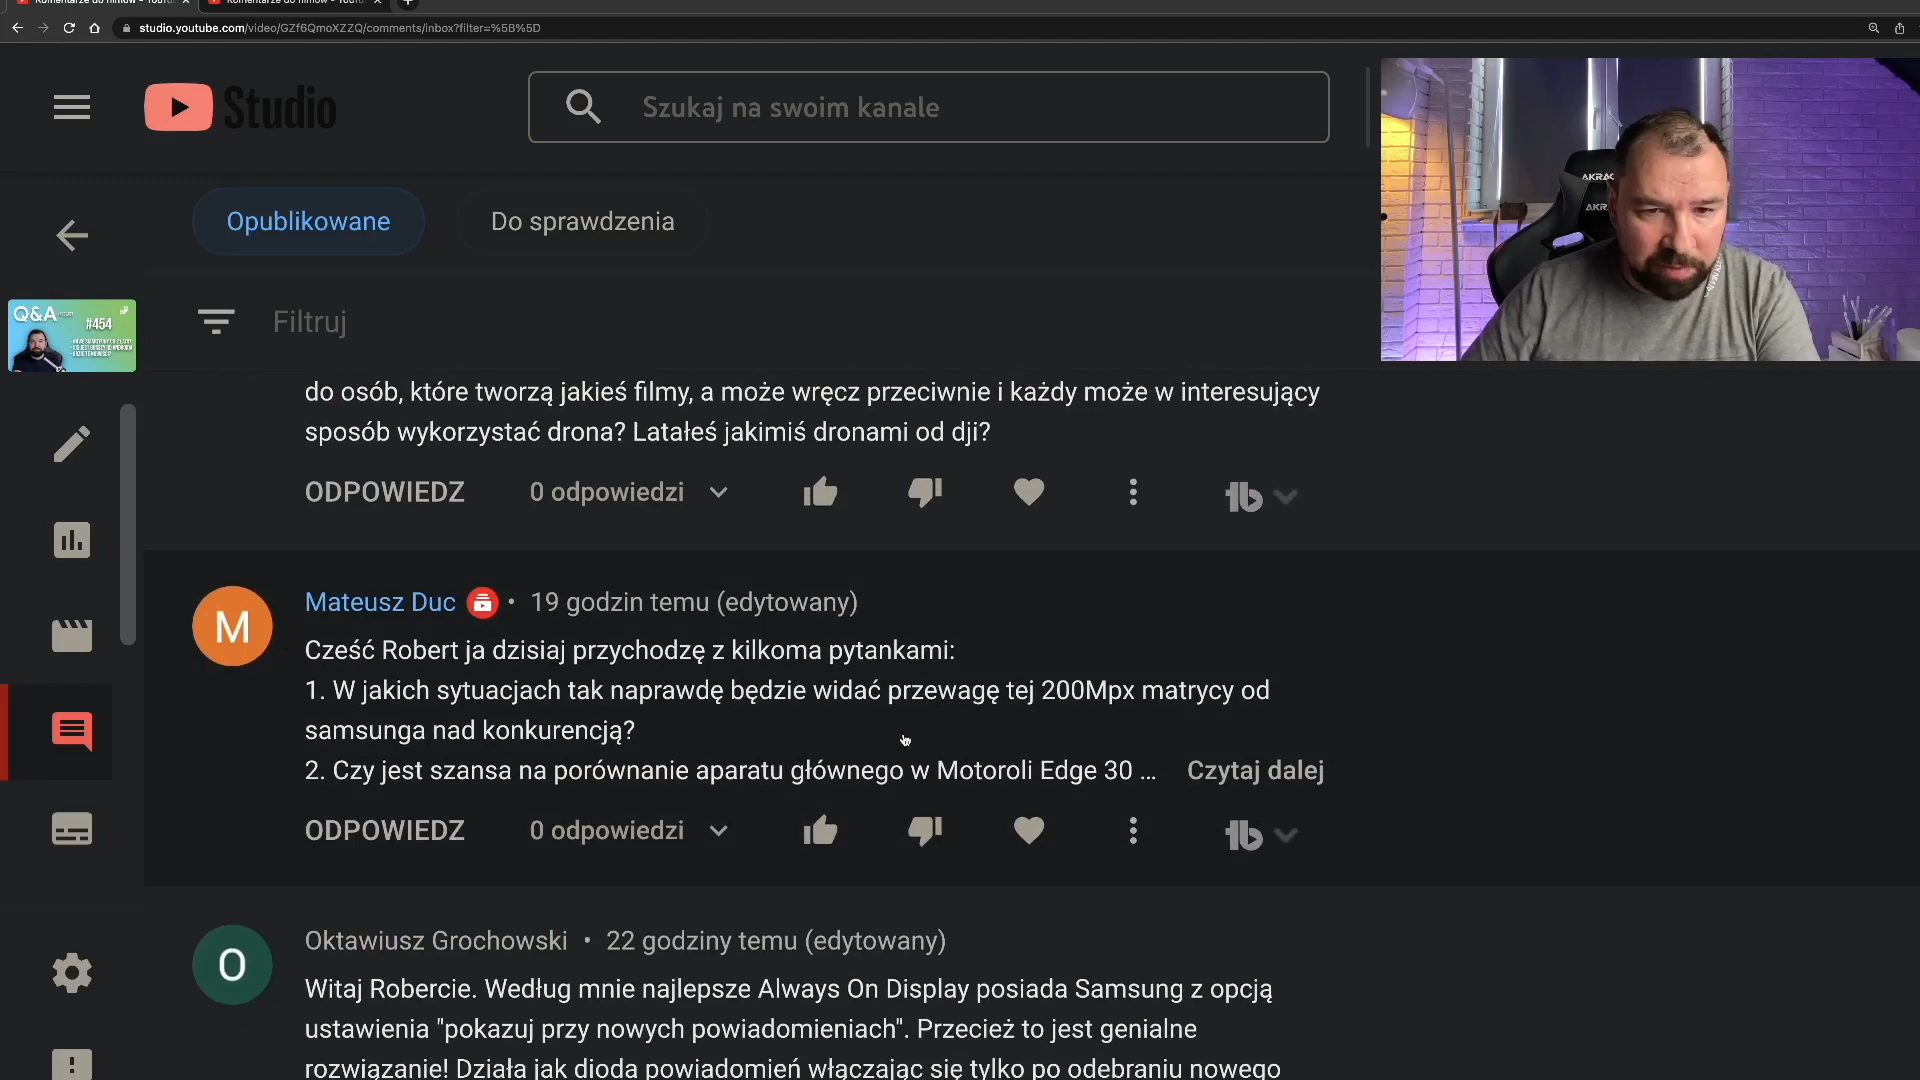 studio.youtube.com/video/GZf6QmoXZZQ/comments/inbox?filter=%5B%5D
Studio
Szukaj na swoim kanale
AKRAC
Opublikowane
Do sprawdzenia
Q&A
#454
Filtruj
do osób, które tworzą jakieś filmy, a może wręcz przeciwnie i każdy może w interesujący
sposób wykorzystać drona? Latałeś jakimiś dronami od dji?
ODPOWIEDZ
0 odpowiedzi
M
Mateusz Duc • 19 godzin temu (edytowany)
Cześć Robert ja dzisiaj przychodzę z kilkoma pytankami:
1. W jakich sytuacjach tak naprawdę będzie widać przewagę tej 200Mpx matrycy od
samsunga nad konkurencją?
2. Czy jest szansa na porównanie aparatu głównego w Motoroli Edge 30 ... Czytaj dalej
ODPOWIEDZ
0 odpowiedzi
O
Oktawiusz Grochowski • 22 godziny temu (edytowany)
Witaj Robercie. Według mnie najlepsze Always On Display posiada Samsung z opcją
ustawienia "pokazuj przy nowych powiadomieniach". Przecież to jest genialne
rozwiązanie! Działa jak dioda powiadomień włączając się tylko po odebraniu nowego